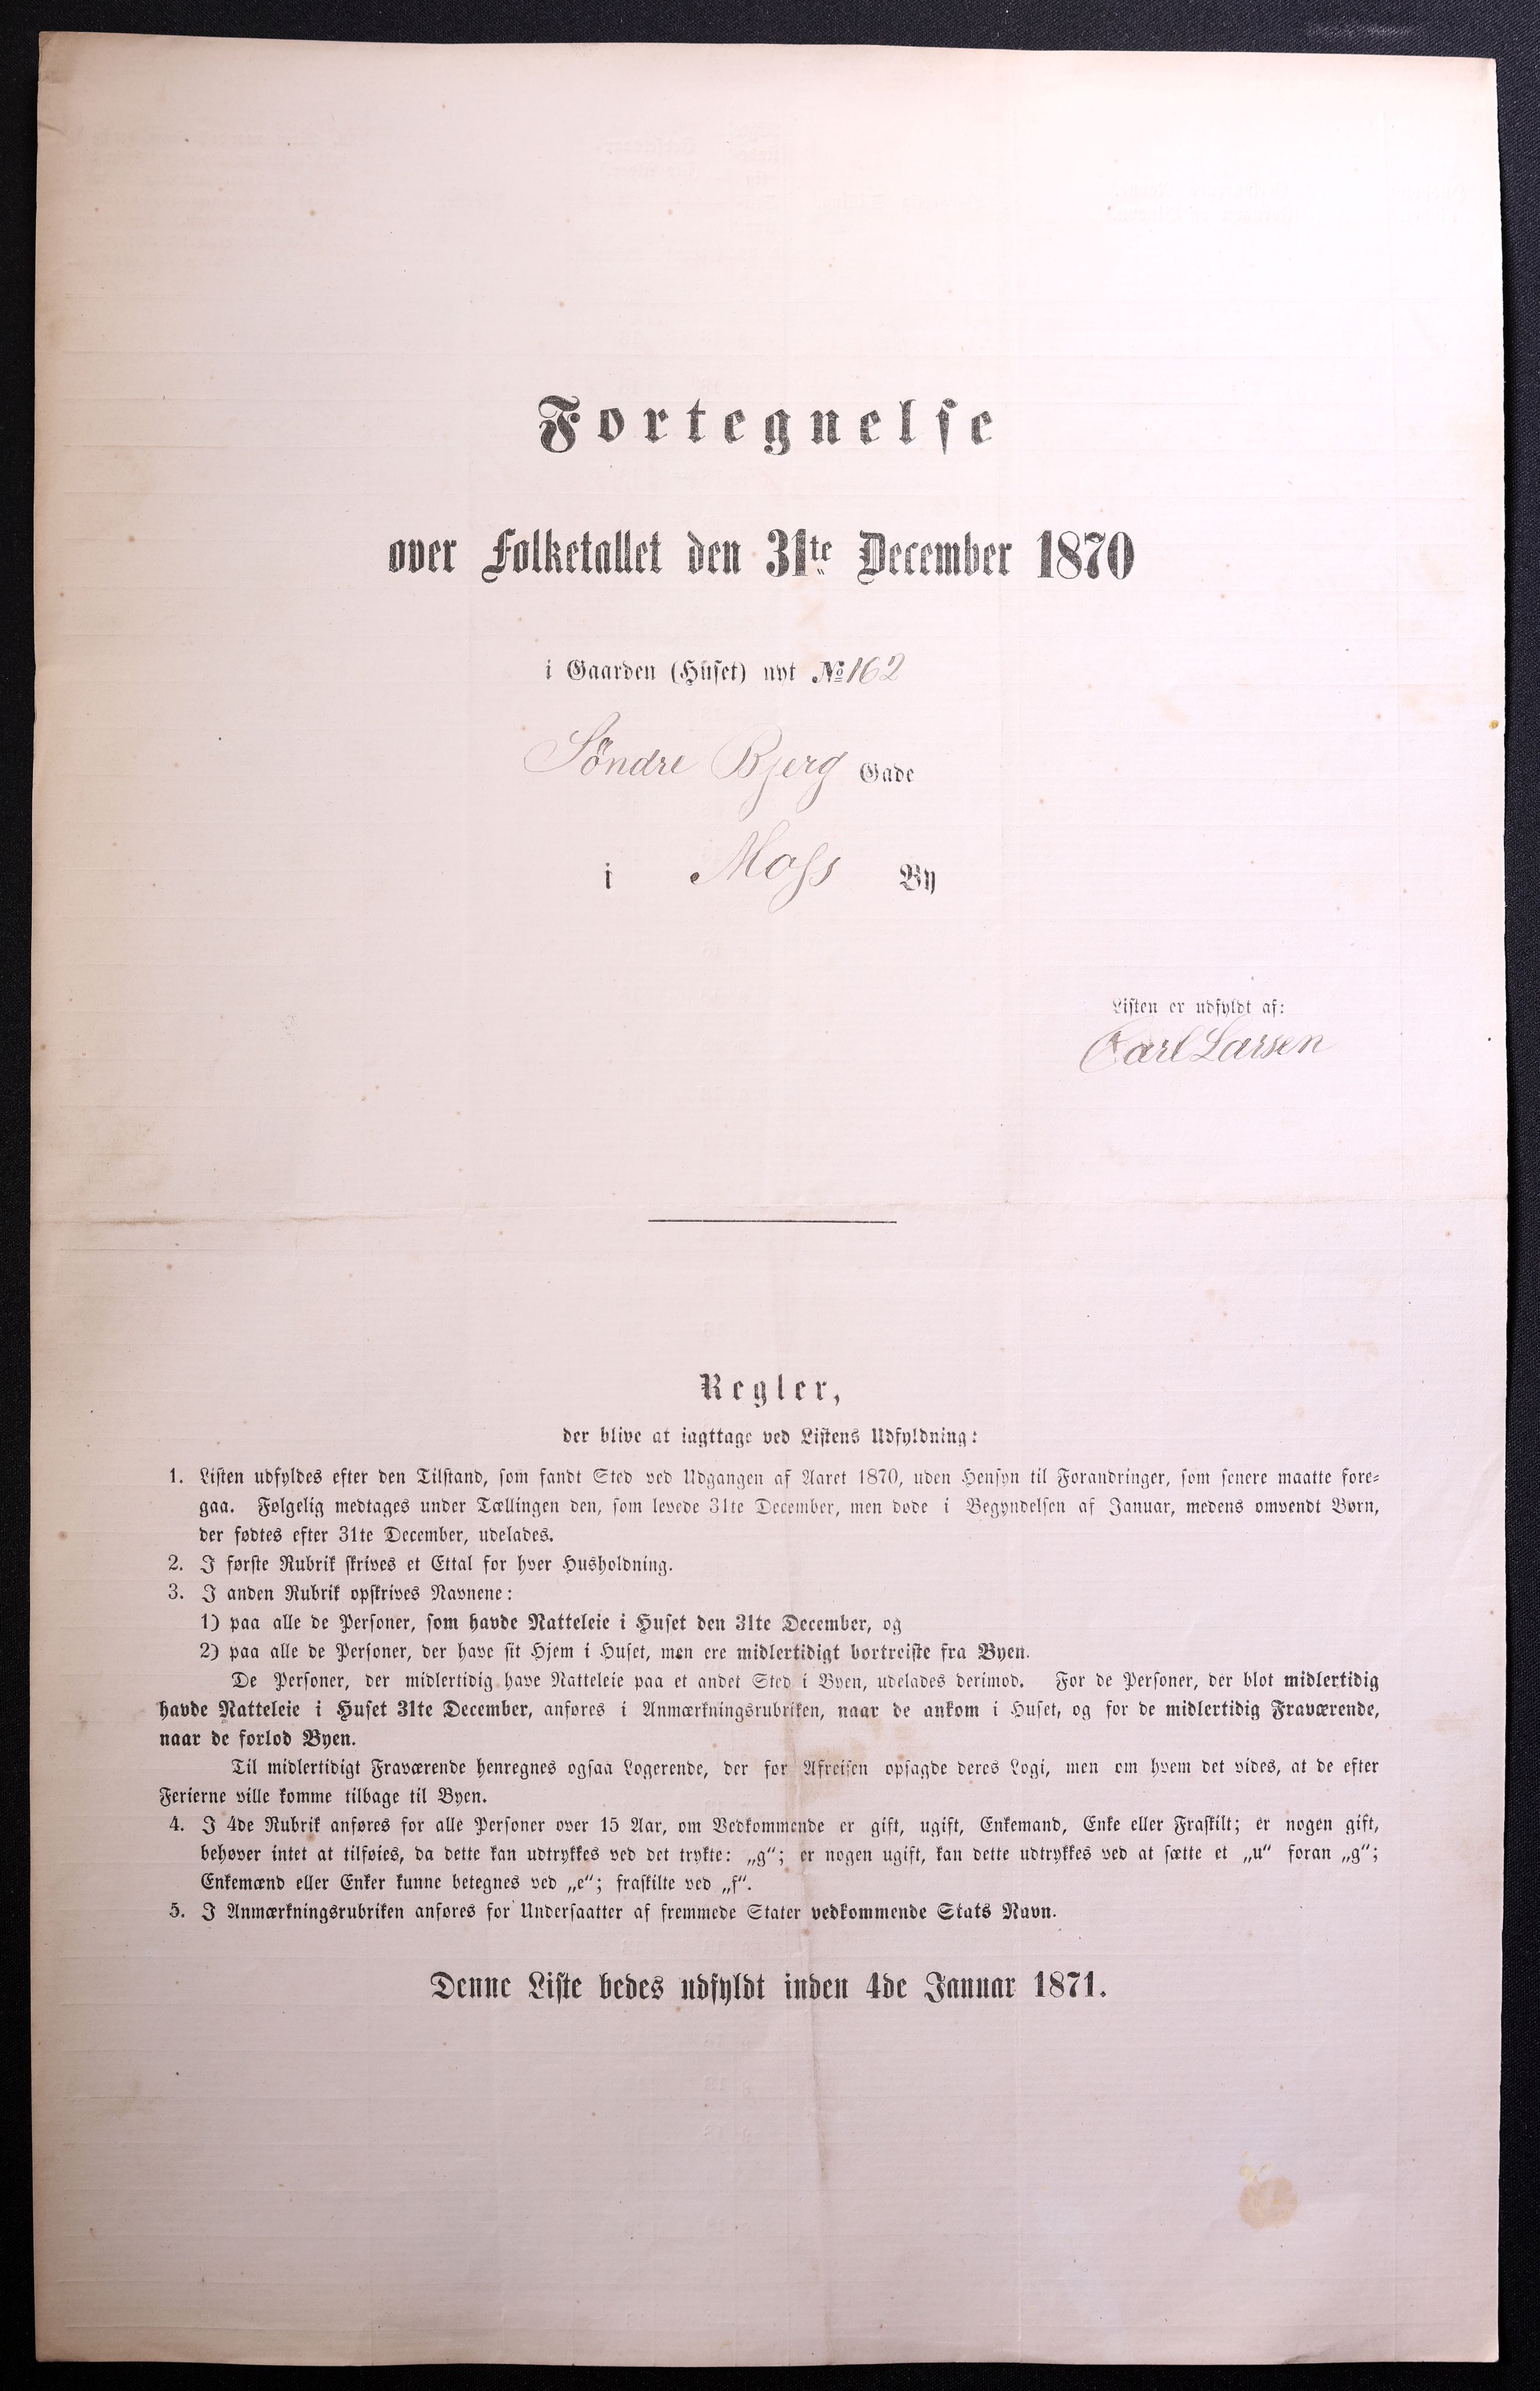 Fortegnelse
over Folketallet den 31te December 1870
i Gaarden (Huset) nyt No 162
Söndre Bjerg Gade
i Moss By
Listen er udfyldt af:
Carl Larsen
Regler,
der blive at iagttage ved Listens Udfyldning:
1. Listen udfyldes efter den Tilstand, som fandt Sted ved Udgangen af Aaret 1870, uden Hensyn til Forandringer, som senere maatte fore-
gaa. Følgelig medtages under Tællingen den, som levede 31te December, men døde i Begyndelsen af Januar, medens omvendt Børn,
der fødtes efter 31te December, udelades.
2. I første Rubrik skrives et Ettal for hver Husholdning.
3. I anden Rubrik opskrives Navnene:
1) paa alle de Personer, som havde Natteleie i Huset den 31te December, og
2) paa alle de Personer, der have sit Hjem i Huset, men ere midlertidigt bortreiste fra Byen.
De Personer, der midlertidig have Natteleie paa et andet Sted i Byen, udelades derimod. For de Personer, der blot midlertidig
havde Natteleie i Huset 31te December, anføres i Anmærkningsrubriken, naar de ankom i Huset, og for de midlertidig Fraværende,
naar de forlod Byen.
Til midlertidigt Fraværende henregnes ogsaa Logerende, der for Afreisen opsagde deres Logi, men om hvem det vides, at de efter
Ferierne ville komme tilbage til Byen.
4. I 4de Rubrik anføres for alle Personer over 15 Aar, om Vedkommende er gift, ugift, Enkemand, Enke eller Fraskilt; er nogen gift,
behøver intet at tilføies, da dette kan udtrykkes ved det trykte: „g“; er nogen ugift, kan dette udtrykkes ved at sætte et „u“ foran „g“;
Enkemænd eller Enker kunne betegnes ved „e“; fraskilte ved „f“.
5. I Anmærkningsrubriken anføres for Undersaatter af fremmede Stater vedkommende Stats Navn.
Denne Liste bedes udfyldt inden 4de Januar 1871.